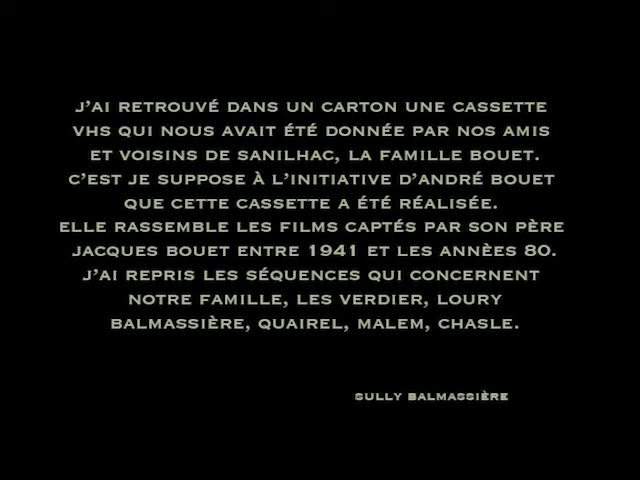 J'AI RETROUVÉ DANS UN CARTON UNE CASSETTE
VHS QUI NOUS AVAIT ÉTÉ DONNÉE PAR NOS AMIS
ET VOISINS DE SANILHAC, LA FAMILLE BOUET.
C'EST JE SUPPOSE À L'INITIATIVE D'ANDRÉ BOUET
QUE CETTE CASSETTE A ÉTÉ RÉALISÉE.
ELLE RASSEMBLE LES FILMS CAPTÉS PAR SON PÈRE
JACQUES BOUET ENTRE 1941 ET LES ANNÈES 80.
J'AI REPRIS LES SÉQUENCES QUI CONCERNENT
NOTRE FAMILLE, LES VERDIER, LOURY
BALMASSIÈRE, QUAIREL, MALEM, CHASLE.
SULLY BALMASSIÈRE